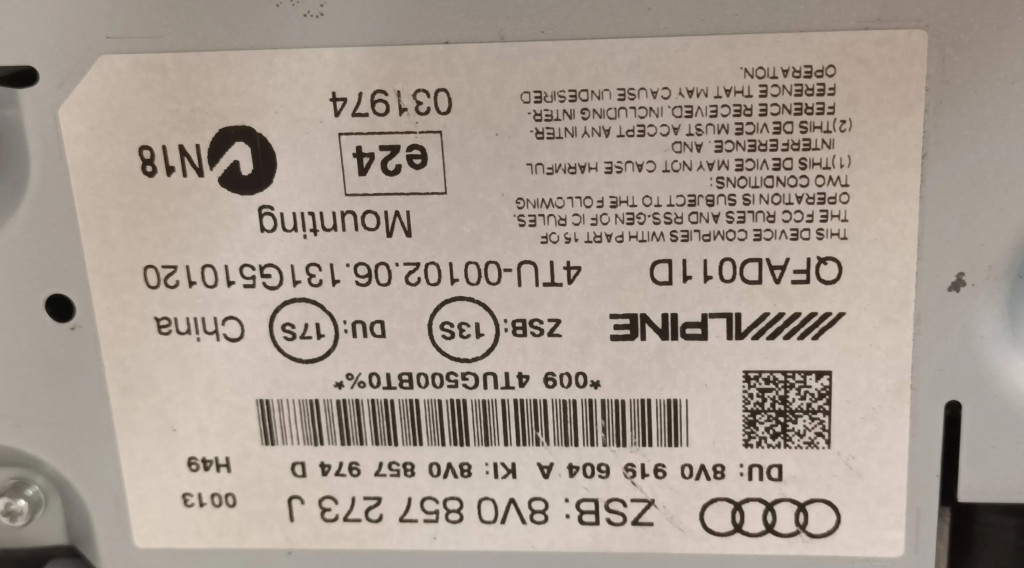 ZSB: 8V0 857 273 J 0013
DU: 8V0 919 604 A KI: 8V0 857 974 D H49
*009 4TUG500BT0%*
ALPINE ZSB: 13S DU: 17S China
QFAD011D 4TU-00102.06.131G510120
THIS DEVICE COMPLIES WITH PART 15 OF
THE FCC RULES AND RSS-GEN OF IC RULES.
OPERATION IS SUBJECT TO THE FOLLOWING
TWO CONDITIONS:
(1)THIS DEVICE MAY NOT CAUSE HARMFUL
INTERFERENCE. AND
(2)THIS DEVICE MUST ACCEPT ANY INTER-
FERENCE RECEIVED. INCLUDING INTER-
FERENCE THAT MAY CAUSE UNDESIRED
OPERATION.
Mounting
e24 N18
031974